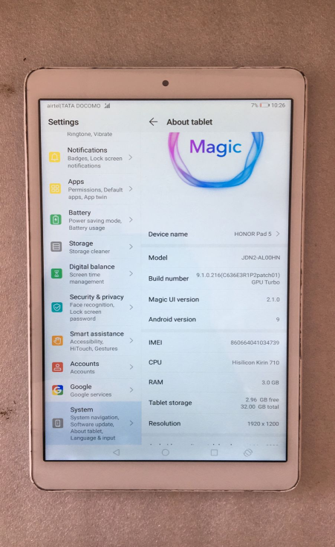 airtel|TATA DOCOMO
7% 10:26
Settings
Ringtone, Vibrate
Notifications
Badges, Lock screen
notifications
Apps
Permissions, Default
apps, App twin
Battery
Power saving mode,
Battery usage
Storage
Storage cleaner
Digital balance
Screen time
management
Security & privacy
Face recognition,
Lock screen
password
Smart assistance
Accessibility,
HiTouch, Gestures
Accounts
Accounts
Google
Google services
System
System navigation,
Software update,
About tablet,
Language & input
About tablet
Magic
Device name HONOR Pad 5
Model JDN2-AL00HN
Build number 9.1.0.216(C636E3R1P2patch01)
GPU Turbo
Magic UI version 2.1.0
Android version 9
IMEI 860664041034739
CPU Hisilicon Kirin 710
RAM 3.0 GB
Tablet storage 2.96 GB free
32.00 GB total
Resolution 1920 x 1200